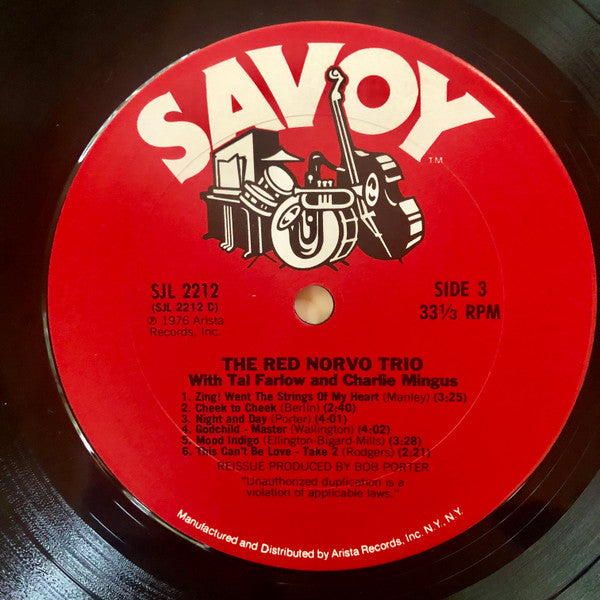 SAVOY
TM
SJL 2212
(SJL 2212 C)
℗ 1976 Arista
Records, Inc.
SIDE 3
33⅓ RPM
THE RED NORVO TRIO
With Tal Farlow and Charlie Mingus
1. Zing! Went The Strings Of My Heart (Manley) (3:25)
2. Cheek to Cheek (Berlin) (2:40)
3. Night and Day (Porter) (4:01)
4. Godchild - Master (Wallington) (4:02)
5. Mood Indigo (Ellington-Bigard Mills) (3:28)
6. This Can't Be Love - Take 2 (Rodgers) (2:21)
REISSUE PRODUCED BY BOB PORTER
"Unauthorized duplication is a
violation of applicable laws."
Manufactured and Distributed by Arista Records, Inc. N.Y., N.Y.